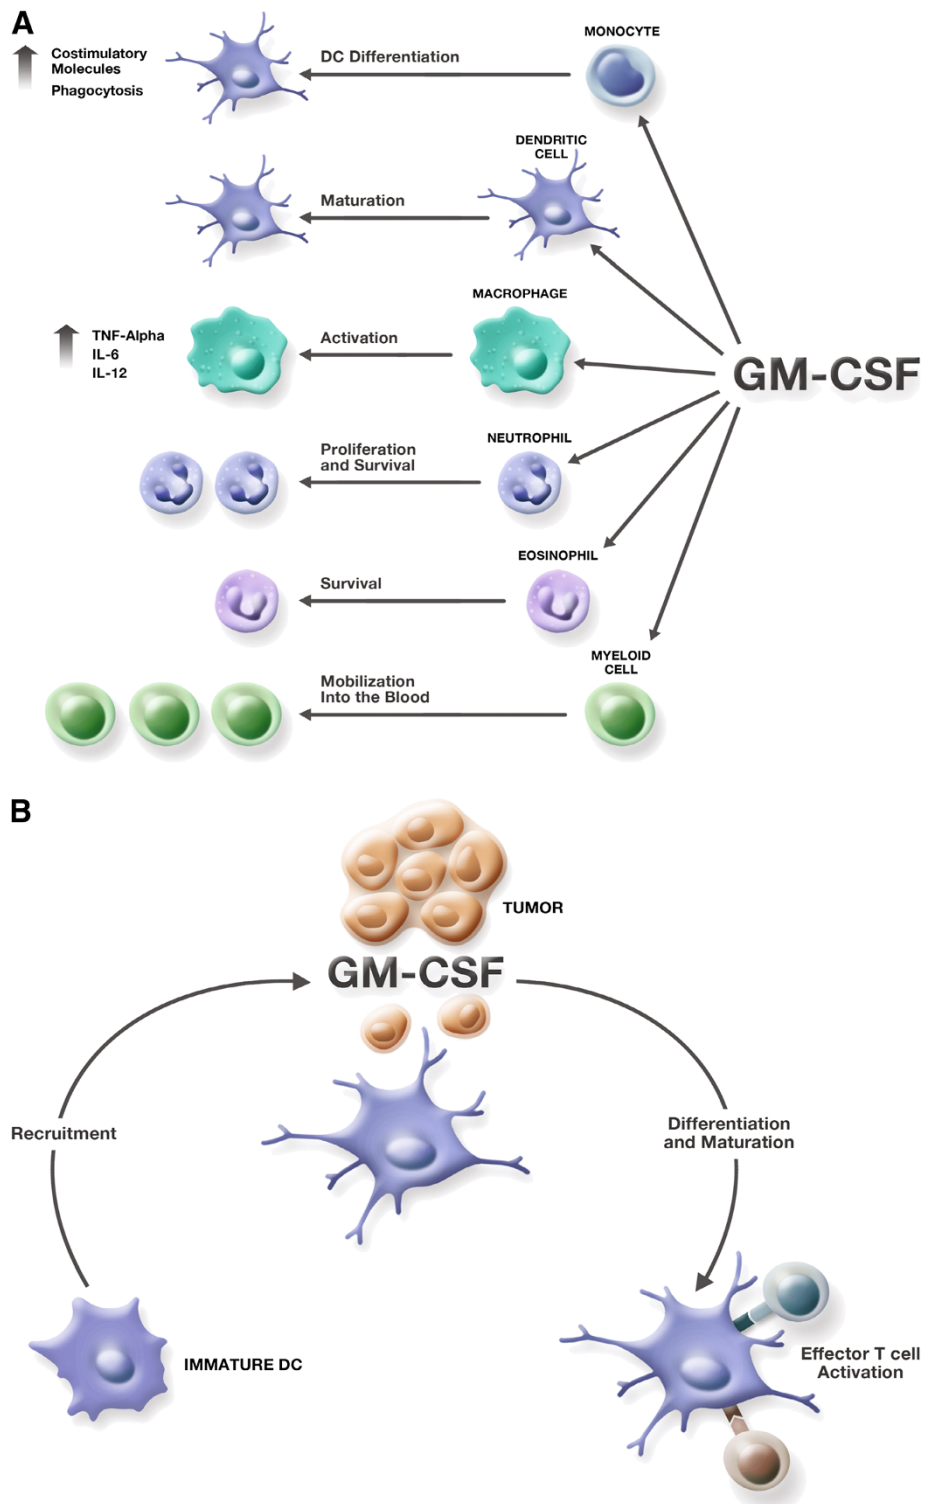 A
Costimulatory
Molecules
Phagocytosis
DC Differentiation
MONOCYTE
DENDRITIC
CELL
Maturation
MACROPHAGE
TNF-Alpha
IL-6
IL-12
Activation
GM-CSF
NEUTROPHIL
Proliferation
and Survival
EOSINOPHIL
Survival
MYELOID
CELL
Mobilization
Into the Blood
B
TUMOR
GM-CSF
Recruitment
Differentiation
and Maturation
IMMATURE DC
Effector T cell
Activation